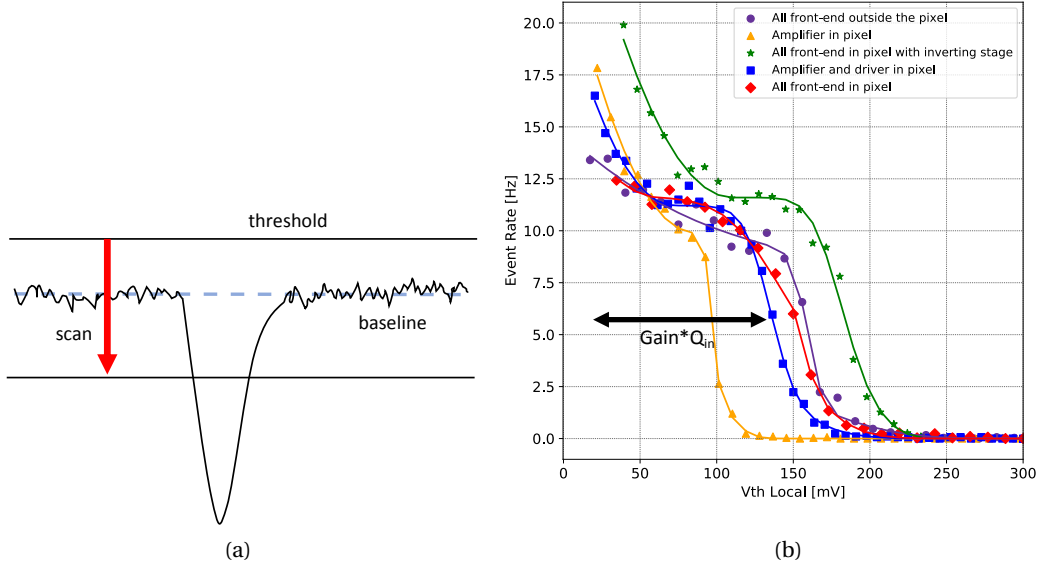 threshold
scan
baseline
(a)
20.0
17.5
15.0
12.5
10.0
7.5
5.0
2.5
0.0
Event Rate [Hz]
All front-end outside the pixel
Amplifier in pixel
All front-end in pixel with inverting stage
Amplifier and driver in pixel
All front-end in pixel
Gain*Qin
0 50 100 150 200 250 300
Vth Local [mV]
(b)